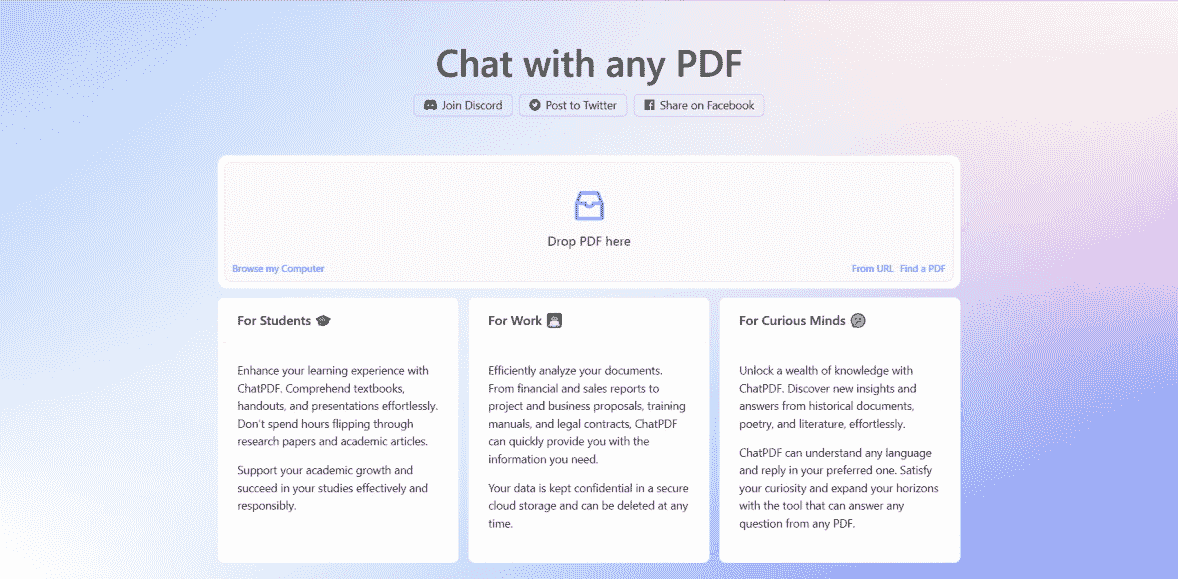 Chat with any PDF
Join Discord
Post to Twitter
Share on Facebook
Drop PDF here
Browse my Computer
From URL
Find a PDF
For Students
Enhance your learning experience with
ChatPDF. Comprehend textbooks,
handouts, and presentations effortlessly.
Don't spend hours flipping through
research papers and academic articles.
Support your academic growth and
succeed in your studies effectively and
responsibly.
For Work
Efficiently analyze your documents.
From financial and sales reports to
project and business proposals, training
manuals, and legal contracts, ChatPDF
can quickly provide you with the
information you need.
Your data is kept confidential in a secure
cloud storage and can be deleted at any
time.
For Curious Minds
Unlock a wealth of knowledge with
ChatPDF. Discover new insights and
answers from historical documents,
poetry, and literature, effortlessly.
ChatPDF can understand any language
and reply in your preferred one. Satisfy
your curiosity and expand your horizons
with the tool that can answer any
question from any PDF.